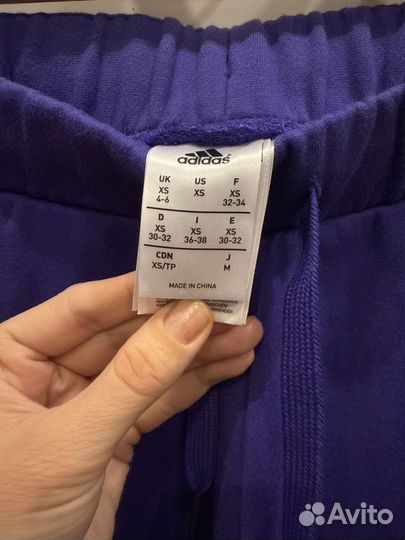 adidas
UK US F
XS XS XS
4-6 32-34
D I E
XS XS XS
30-32 36-38 30-32
CDN J
XS/TP M
MADE IN CHINA
Avito